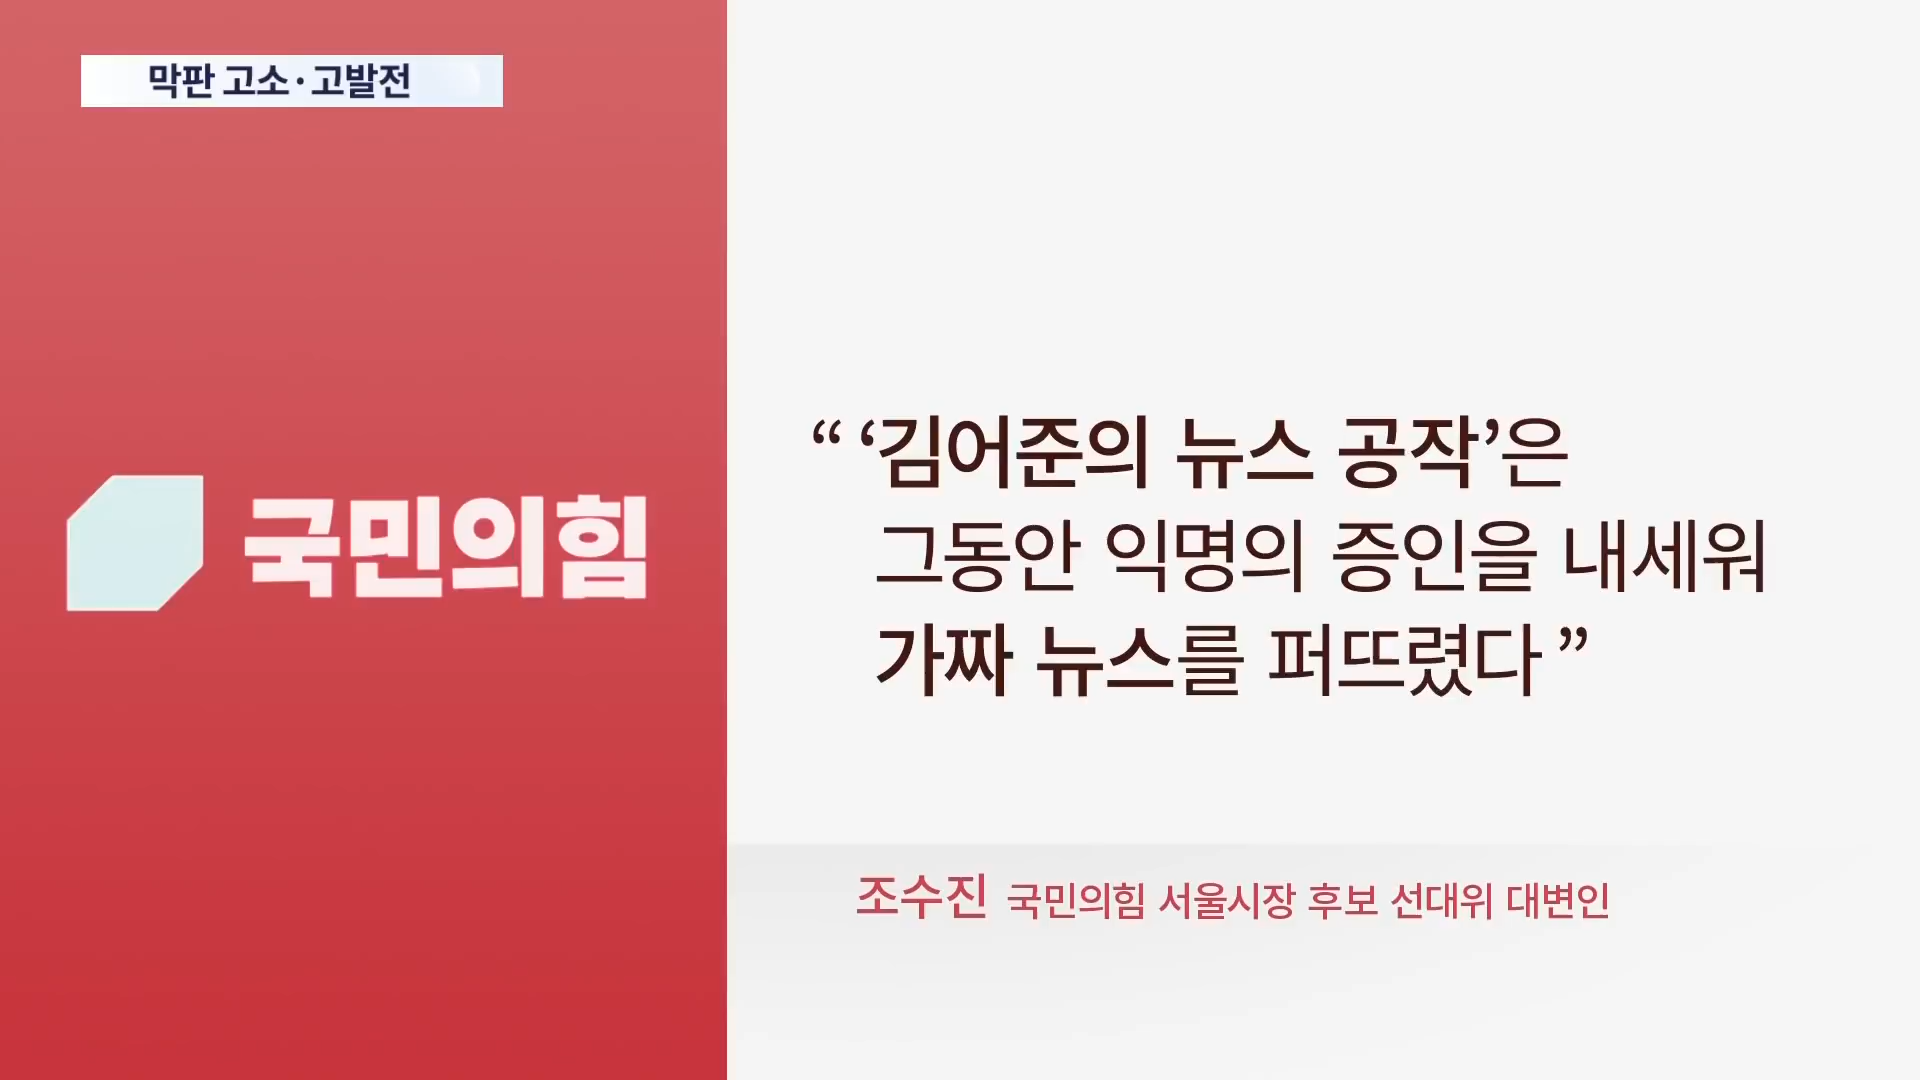 막판 고소·고발전
국민의힘
“ ‘김어준의 뉴스 공작’은
그동안 익명의 증인을 내세워
가짜 뉴스를 퍼뜨렸다 ”
조수진 국민의힘 서울시장 후보 선대위 대변인